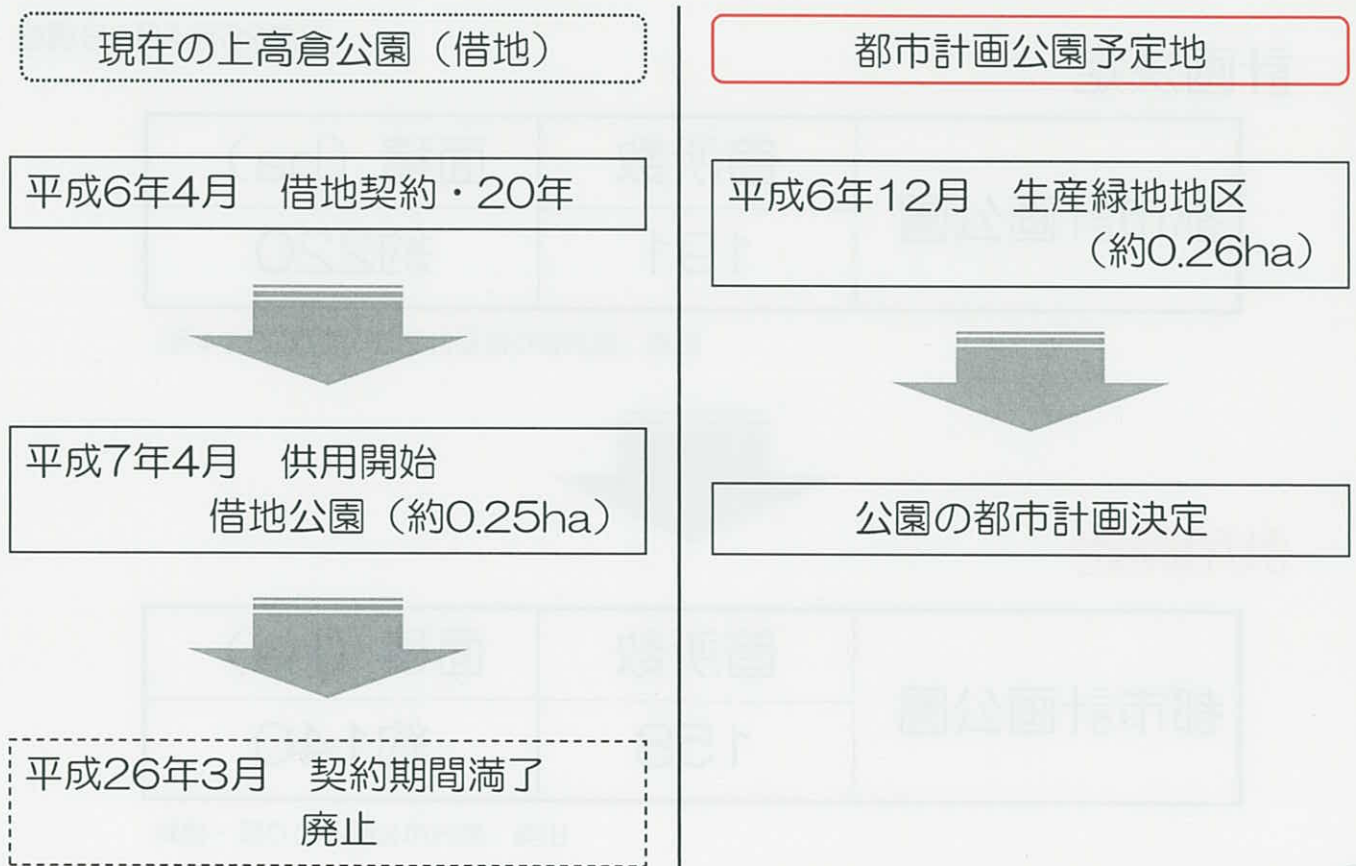 現在の上高倉公園（借地）
平成6年4月　借地契約・20年
平成7年4月　供用開始
借地公園（約0.25ha）
平成26年3月　契約期間満了
廃止
都市計画公園予定地
平成6年12月　生産緑地地区
（約0.26ha）
公園の都市計画決定